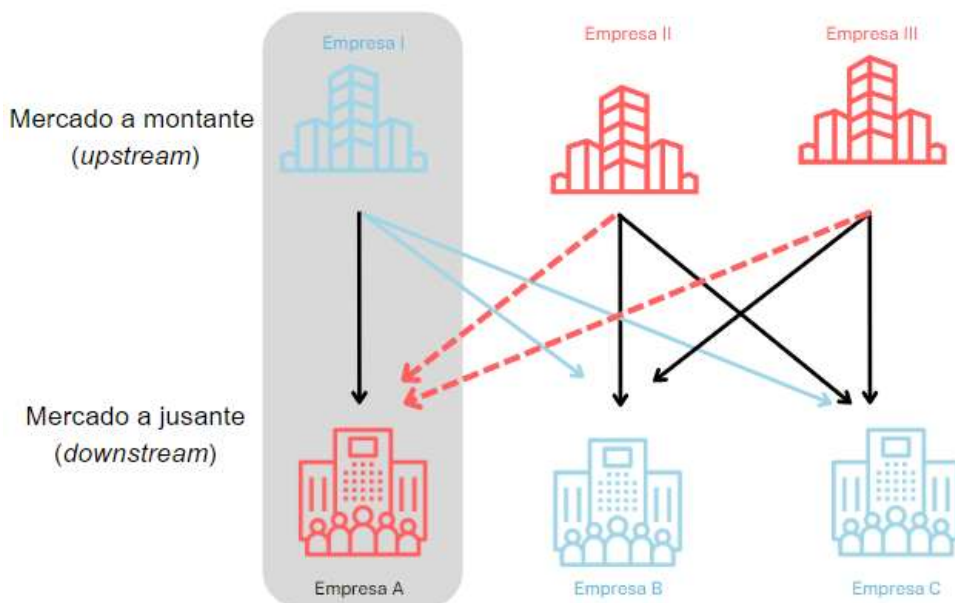 Empresa I
Empresa II
Empresa III
Mercado a montante
(upstream)
Mercado a jusante
(downstream)
Empresa A
Empresa B
Empresa C